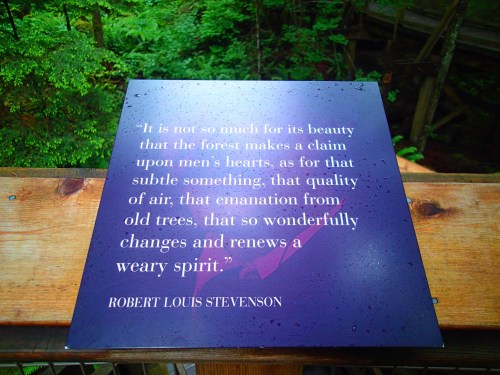 “It is not so much for its beauty
that the forest makes a claim
upon men's hearts, as for that
subtle something, that quality
of air, that emanation from
old trees, that so wonderfully
changes and renews a
weary spirit.”
ROBERT LOUIS STEVENSON